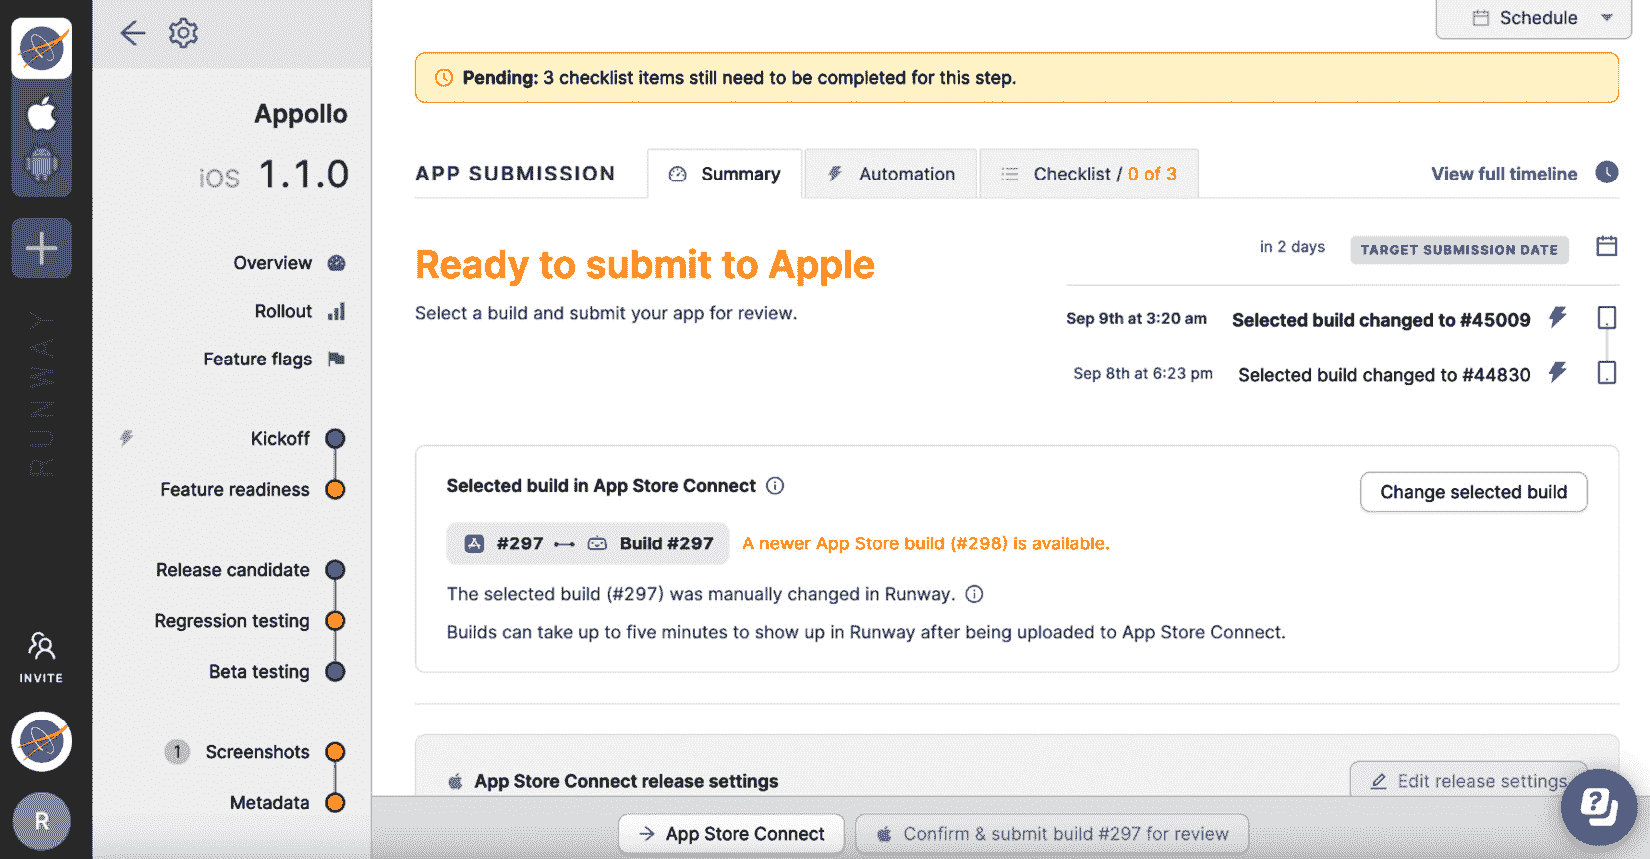 Schedule
Pending: 3 checklist items still need to be completed for this step.
Appollo
iOS 1.1.0
Overview
Rollout
Feature flags
Kickoff
Feature readiness
Release candidate
Regression testing
Beta testing
1 Screenshots
Metadata
RUNWAY
INVITE
R
APP SUBMISSION
Summary
Automation
Checklist / 0 of 3
View full timeline
Ready to submit to Apple
Select a build and submit your app for review.
in 2 days TARGET SUBMISSION DATE
Sep 9th at 3:20 am Selected build changed to #45009
Sep 8th at 6:23 pm Selected build changed to #44830
Selected build in App Store Connect
Change selected build
#297 Build #297 A newer App Store build (#298) is available.
The selected build (#297) was manually changed in Runway.
Builds can take up to five minutes to show up in Runway after being uploaded to App Store Connect.
App Store Connect release settings
Edit release settings
App Store Connect
Confirm & submit build #297 for review